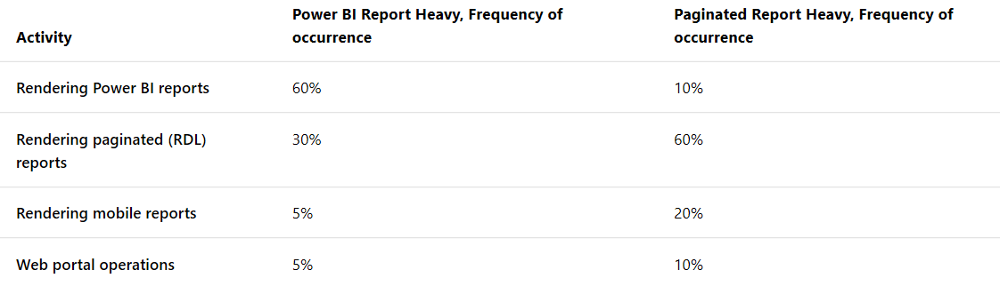 Activity
Power BI Report Heavy, Frequency of
occurrence
Paginated Report Heavy, Frequency of
occurrence
Rendering Power BI reports
60%
10%
Rendering paginated (RDL)
reports
30%
60%
Rendering mobile reports
5%
20%
Web portal operations
5%
10%